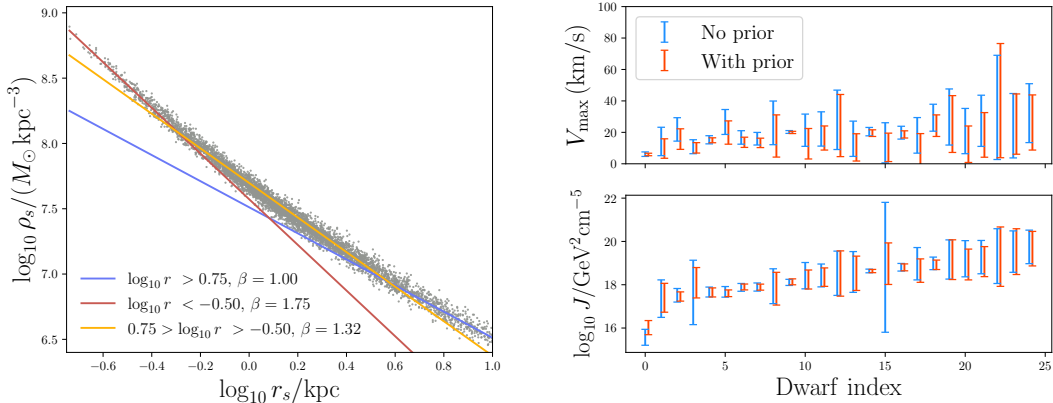 log₁₀ ρₛ/(M⊙kpc⁻³)
9.0
8.5
8.0
7.5
7.0
6.5
log₁₀ r > 0.75, β = 1.00
log₁₀ r < −0.50, β = 1.75
0.75 > log₁₀ r > −0.50, β = 1.32
−0.6 −0.4 −0.2 0.0 0.2 0.4 0.6 0.8 1.0
log₁₀ rₛ/kpc
V_max (km/s)
100
80
60
40
20
0
No prior
With prior
log₁₀ J/GeV²cm⁻⁵
22
20
18
16
0 5 10 15 20 25
Dwarf index